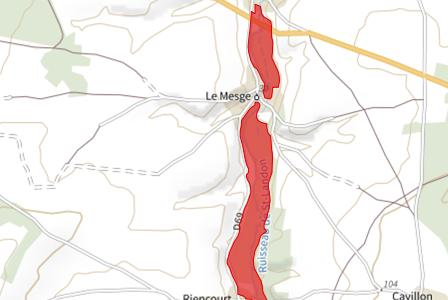 Le Mesge
D69
Ruisseau de St-Landon
104
Riencourt
Cavillon